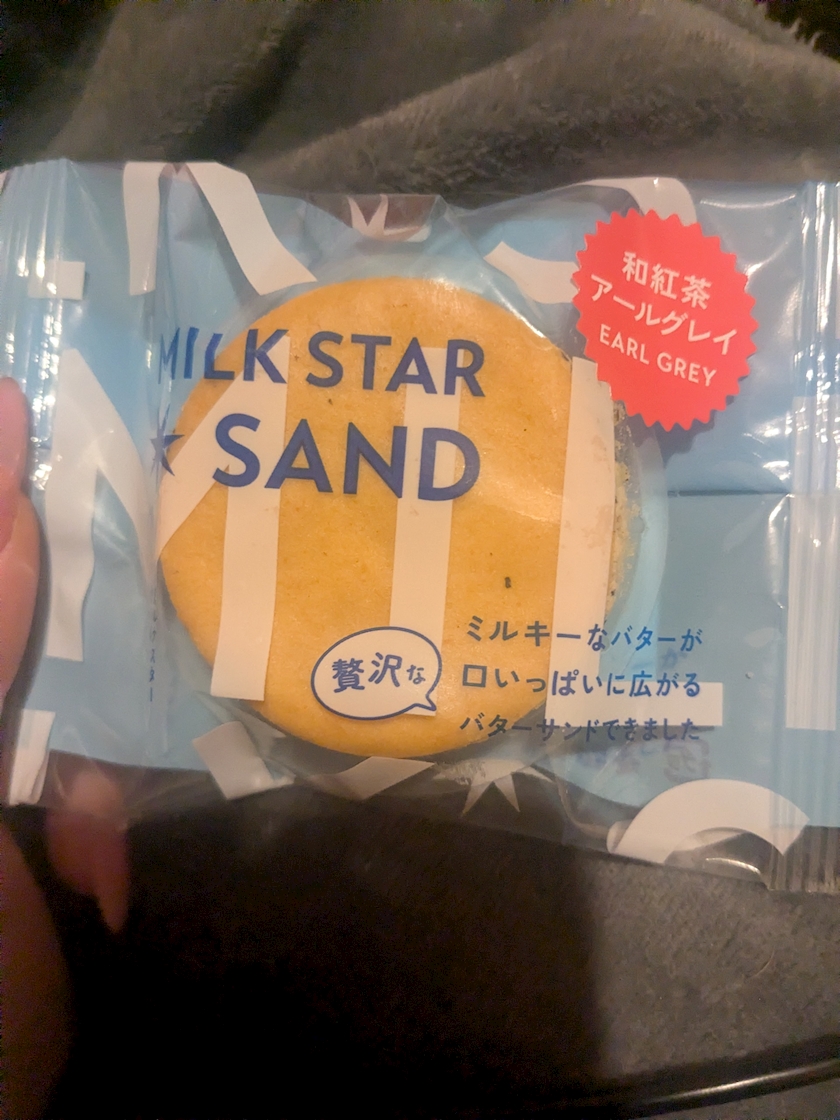 和紅茶
アールグレイ
EARL GREY
MILK STAR
★ SAND
贅沢な
ミルキーなバターが
口いっぱいに広がる
バターサンドできました